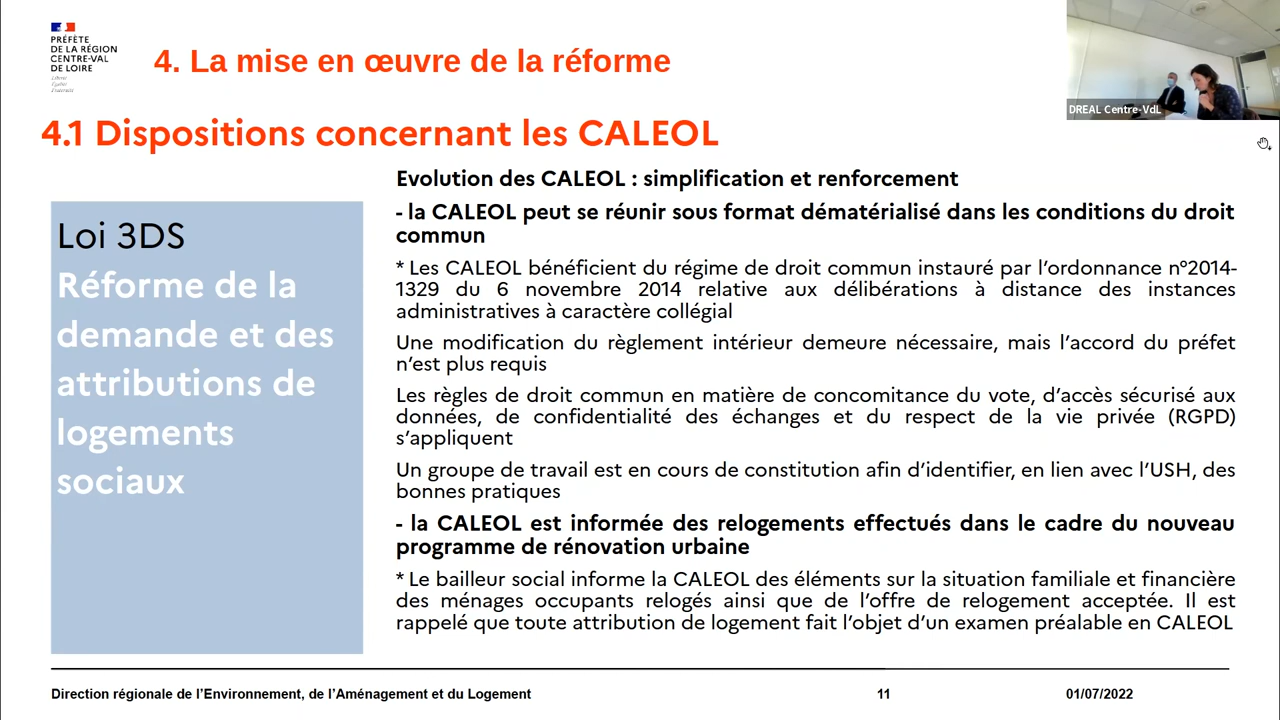 PRÉFÈTE
DE LA RÉGION
CENTRE-VAL
DE LOIRE
Liberté
Égalité
Fraternité
4. La mise en œuvre de la réforme
DREAL Centre-VdL
4.1 Dispositions concernant les CALEOL
Loi 3DS
Réforme de la
demande et des
attributions de
logements
sociaux
Evolution des CALEOL : simplification et renforcement
- la CALEOL peut se réunir sous format dématérialisé dans les conditions du droit
commun
* Les CALEOL bénéficient du régime de droit commun instauré par l’ordonnance n°2014-
1329 du 6 novembre 2014 relative aux délibérations à distance des instances
administratives à caractère collégial
Une modification du règlement intérieur demeure nécessaire, mais l’accord du préfet
n’est plus requis
Les règles de droit commun en matière de concomitance du vote, d’accès sécurisé aux
données, de confidentialité des échanges et du respect de la vie privée (RGPD)
s’appliquent
Un groupe de travail est en cours de constitution afin d’identifier, en lien avec l’USH, des
bonnes pratiques
- la CALEOL est informée des relogements effectués dans le cadre du nouveau
programme de rénovation urbaine
* Le bailleur social informe la CALEOL des éléments sur la situation familiale et financière
des ménages occupants relogés ainsi que de l’offre de relogement acceptée. Il est
rappelé que toute attribution de logement fait l’objet d’un examen préalable en CALEOL
Direction régionale de l’Environnement, de l’Aménagement et du Logement
11
01/07/2022